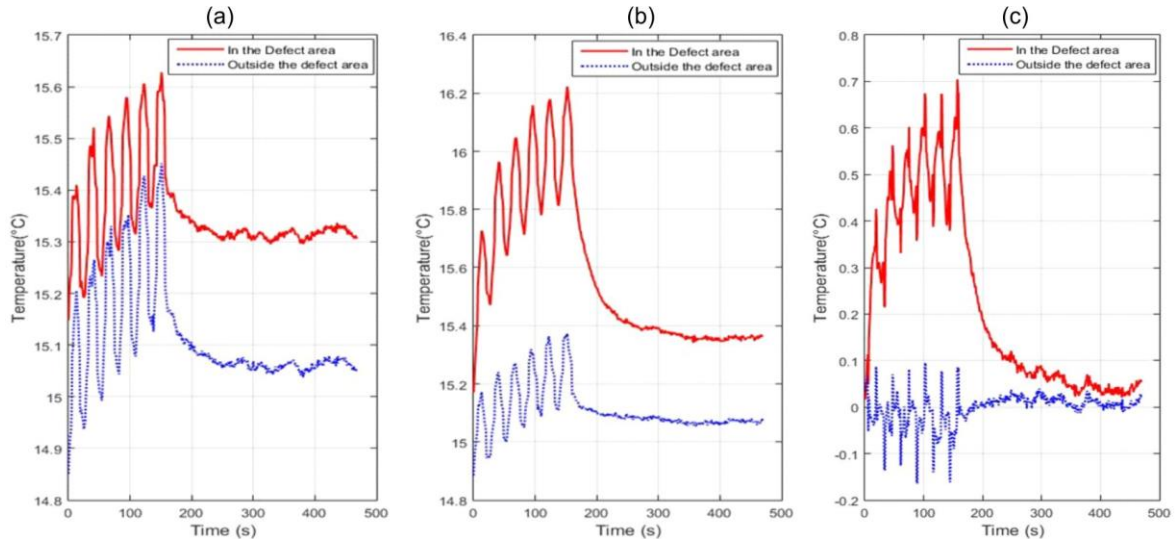 (a)
In the Defect area
Outside the defect area
Temperature(°C)
15.7
15.6
15.5
15.4
15.3
15.2
15.1
15
14.9
14.8
0 100 200 300 400 500
Time (s)
(b)
In the Defect area
Outside the defect area
Temperature(°C)
16.4
16.2
16
15.8
15.6
15.4
15.2
15
14.8
0 100 200 300 400 500
Time (s)
(c)
In the Defect area
Outside the defect area
Temperature(°C)
0.8
0.7
0.6
0.5
0.4
0.3
0.2
0.1
0
-0.1
-0.2
0 100 200 300 400 500
Time (s)